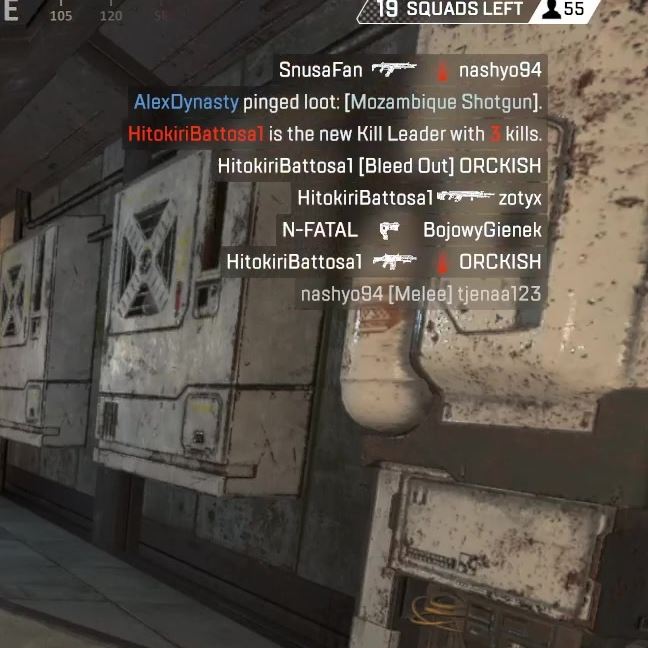 E
105 120 SE
19 SQUADS LEFT 55
SnusaFan nashyo94
AlexDynasty pinged loot: [Mozambique Shotgun].
HitokiriBattosa1 is the new Kill Leader with 3 kills.
HitokiriBattosa1 [Bleed Out] ORCKISH
HitokiriBattosa1 zotyx
N-FATAL BojowyGienek
HitokiriBattosa1 ORCKISH
nashyo94 [Melee] tjenaa123